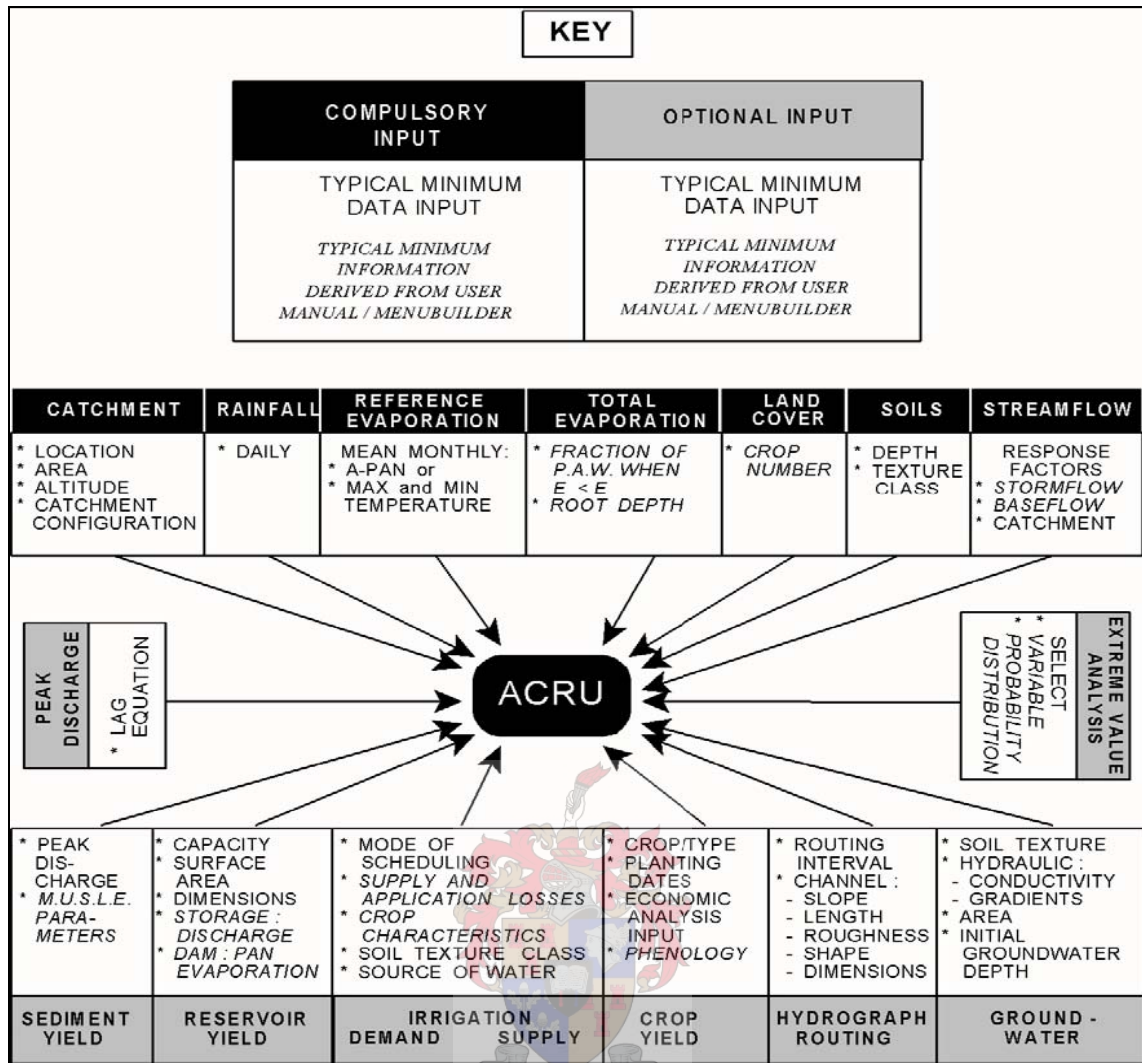 KEY
COMPULSORY
INPUT
OPTIONAL INPUT
TYPICAL MINIMUM
DATA INPUT
TYPICAL MINIMUM
INFORMATION
DERIVED FROM USER
MANUAL / MENUBUILDER
TYPICAL MINIMUM
DATA INPUT
TYPICAL MINIMUM
INFORMATION
DERIVED FROM USER
MANUAL / MENUBUILDER
CATCHMENT
* LOCATION
* AREA
* ALTITUDE
* CATCHMENT
CONFIGURATION
RAINFALL
* DAILY
REFERENCE
EVAPORATION
MEAN MONTHLY:
* A-PAN or
* MAX and MIN
TEMPERATURE
TOTAL
EVAPORATION
* FRACTION OF
P.A.W. WHEN
E < E
* ROOT DEPTH
LAND
COVER
* CROP
NUMBER
SOILS
* DEPTH
* TEXTURE
CLASS
STREAMFLOW
RESPONSE
FACTORS
* STORMFLOW
* BASEFLOW
* CATCHMENT
PEAK
DISCHARGE
* LAG
EQUATION
ACRU
EXTREME VALUE
ANALYSIS
SELECT
* VARIABLE
* PROBABILITY
DISTRIBUTION
* PEAK
DIS-
CHARGE
* M.U.S.L.E.
PARA-
METERS
SEDIMENT
YIELD
* CAPACITY
* SURFACE
AREA
* DIMENSIONS
* STORAGE :
DISCHARGE
* DAM : PAN
EVAPORATION
RESERVOIR
YIELD
* MODE OF
SCHEDULING
* SUPPLY AND
APPLICATION LOSSES
* CROP
CHARACTERISTICS
* SOIL TEXTURE CLASS
* SOURCE OF WATER
IRRIGATION
DEMAND SUPPLY
* CROP/TYPE
* PLANTING
DATES
* ECONOMIC
ANALYSIS
INPUT
* PHENOLOGY
CROP
YIELD
* ROUTING
INTERVAL
* CHANNEL :
- SLOPE
- LENGTH
- ROUGHNESS
- SHAPE
- DIMENSIONS
HYDROGRAPH
ROUTING
* SOIL TEXTURE
* HYDRAULIC :
- CONDUCTIVITY
- GRADIENTS
* AREA
* INITIAL
GROUNDWATER
DEPTH
GROUND -
WATER